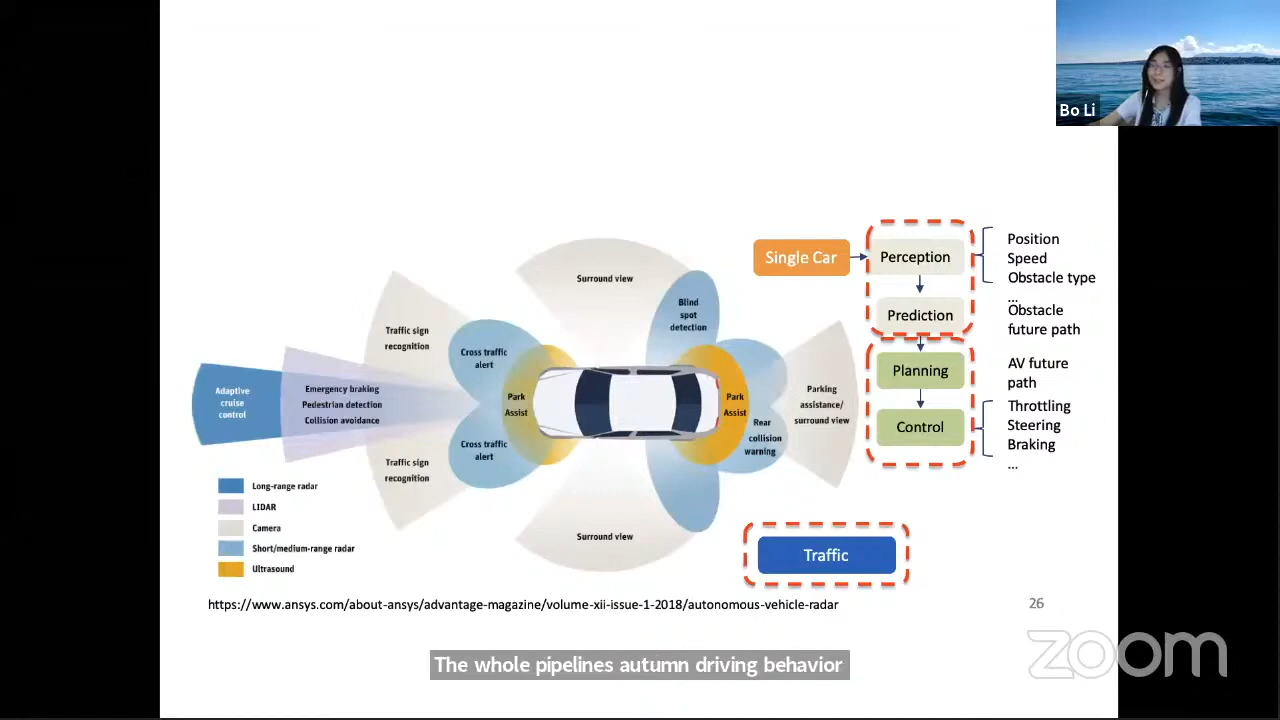 Bo Li
Single Car
Perception
Prediction
Planning
Control
Position
Speed
Obstacle type
...
Obstacle
future path
AV future
path
Throttling
Steering
Braking
...
Surround view
Blind
spot
detection
Traffic sign
recognition
Cross traffic
alert
Adaptive
cruise
control
Emergency braking
Pedestrian detection
Collision avoidance
Park
Assist
Park
Assist
Parking
assistance/
surround view
Rear
collision
warning
Cross traffic
alert
Traffic sign
recognition
Surround view
Long-range radar
LIDAR
Camera
Short/medium-range radar
Ultrasound
Traffic
https://www.ansys.com/about-ansys/advantage-magazine/volume-xii-issue-1-2018/autonomous-vehicle-radar
26
zoom
The whole pipelines autumn driving behavior